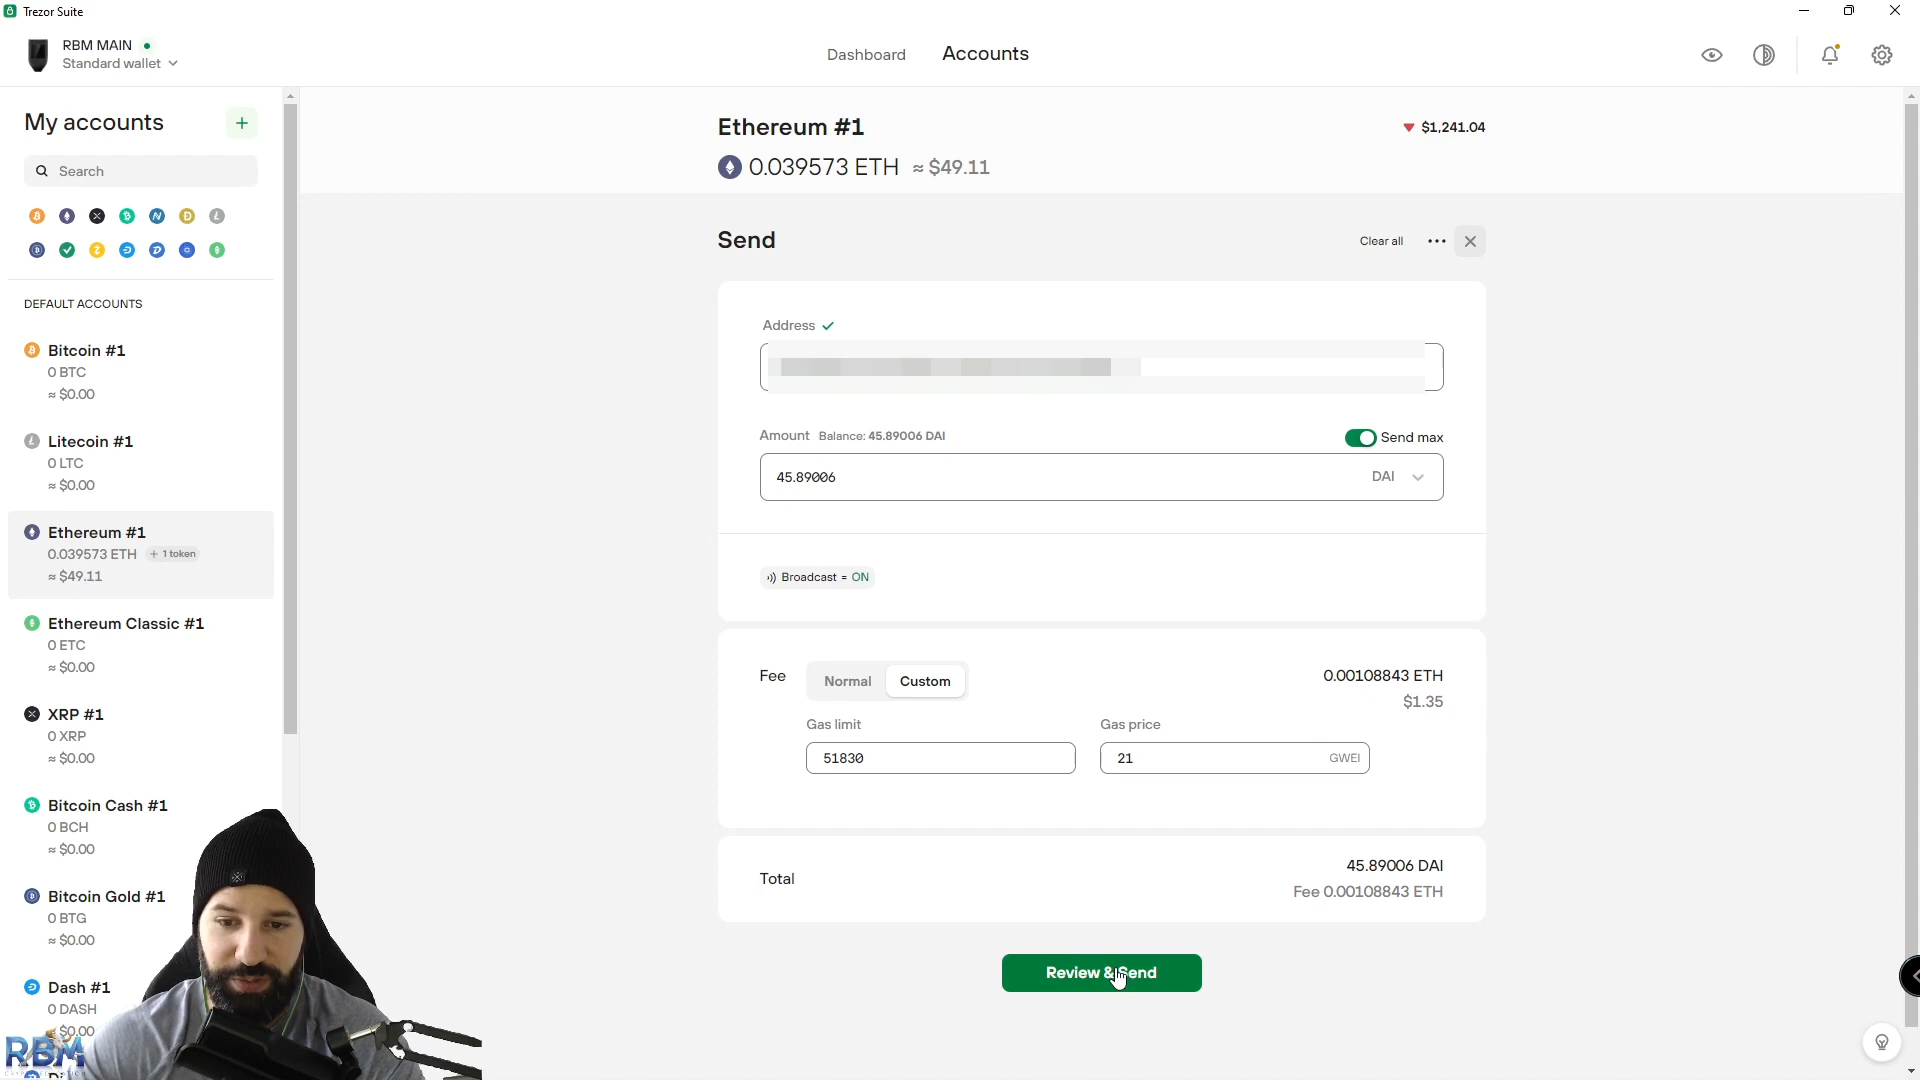 Trezor Suite
RBM MAIN
Standard wallet
Dashboard
Accounts
My accounts
+
Search
DEFAULT ACCOUNTS
Bitcoin #1
0 BTC
≈ $0.00
Litecoin #1
0 LTC
≈ $0.00
Ethereum #1
0.039573 ETH + 1 token
≈ $49.11
Ethereum Classic #1
0 ETC
≈ $0.00
XRP #1
0 XRP
≈ $0.00
Bitcoin Cash #1
0 BCH
≈ $0.00
Bitcoin Gold #1
0 BTG
≈ $0.00
Dash #1
0 DASH
$0.00
RBM
Ethereum #1
$1,241.04
0.039573 ETH ≈ $49.11
Send
Clear all
Address
Amount Balance: 45.89006 DAI
Send max
45.89006
DAI
Broadcast = ON
Fee
Normal
Custom
0.00108843 ETH
$1.35
Gas limit
Gas price
51830
21
GWEI
Total
45.89006 DAI
Fee 0.00108843 ETH
Review & Send